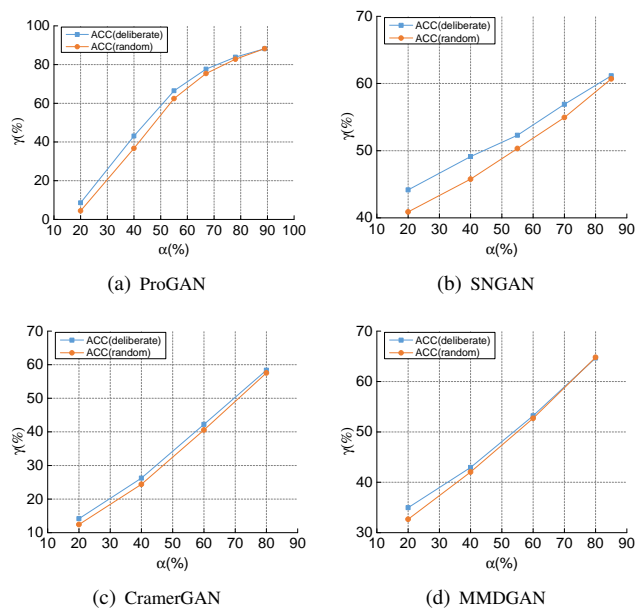 ACC(deliberate)
ACC(random)
γ(%)
100
80
60
40
20
0
10 20 30 40 50 60 70 80 90 100
α(%)
(a) ProGAN
ACC(deliberate)
ACC(random)
γ(%)
70
60
50
40
10 20 30 40 50 60 70 80 90
α(%)
(b) SNGAN
ACC(deliberate)
ACC(random)
γ(%)
70
60
50
40
30
20
10
10 20 30 40 50 60 70 80 90
α(%)
(c) CramerGAN
ACC(deliberate)
ACC(random)
γ(%)
70
60
50
40
30
10 20 30 40 50 60 70 80 90
α(%)
(d) MMDGAN